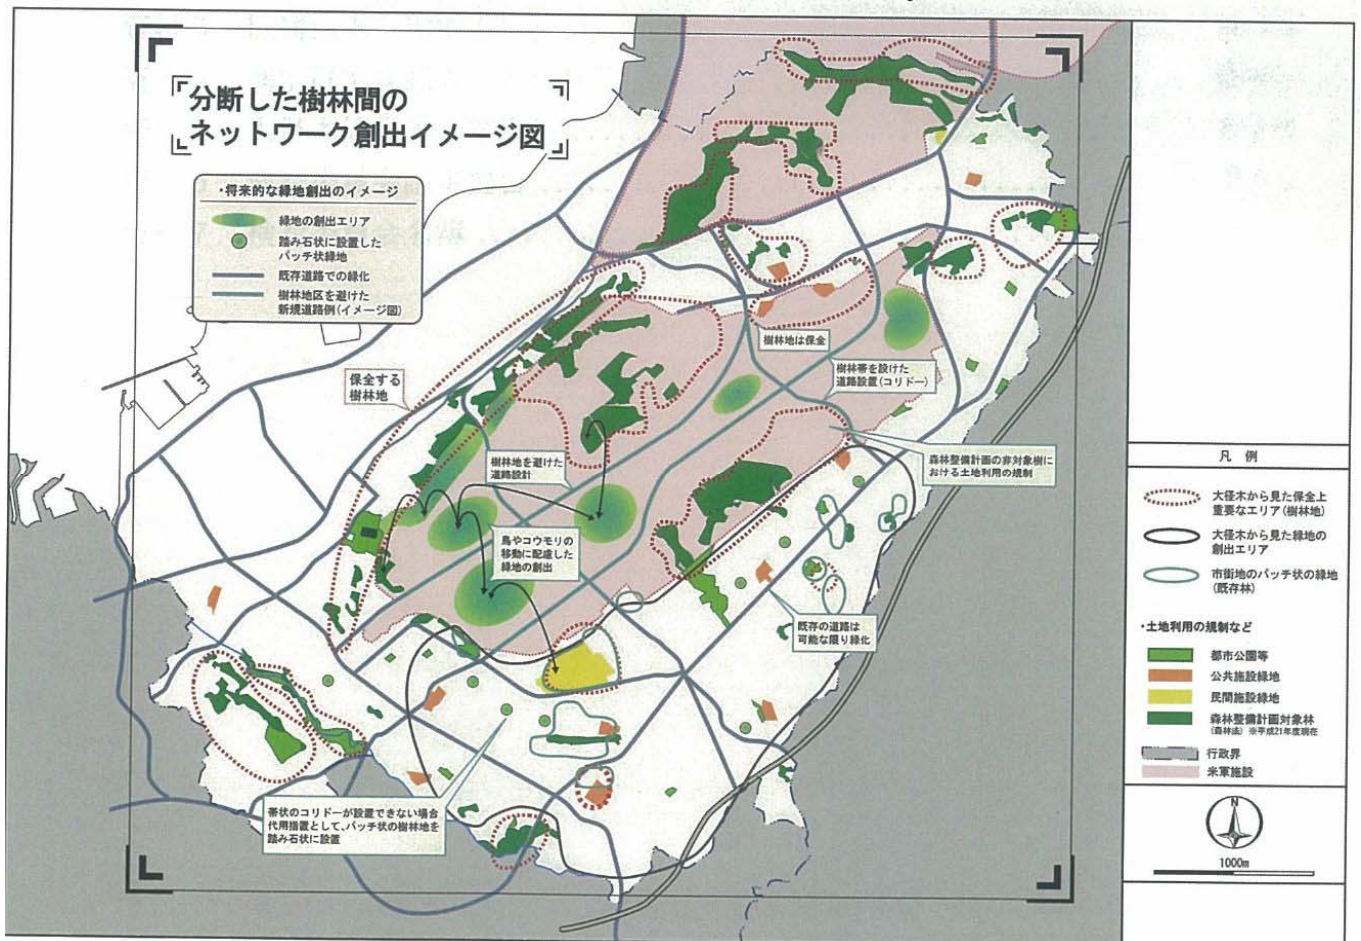 分断した樹林間の
ネットワーク創出イメージ図
・将来的な緑地創出のイメージ
緑地の創出エリア
踏み石状に設置した
パッチ状緑地
既存道路での緑化
樹林地区を避けた
新規道路例(イメージ図)
保全する
樹林地
樹林地は保全
樹林帯を設けた
道路設置(コリドー)
樹林地を避けた
道路設計
森林整備計画の非対象樹に
おける土地利用の規制
鳥やコウモリの
移動に配慮した
緑地の創出
既存の道路は
可能な限り緑化
帯状のコリドーが設置できない場合
代用措置として、パッチ状の樹林地を
踏み石状に設置
凡 例
大径木から見た保全上
重要なエリア(樹林地)
大径木から見た緑地の
創出エリア
市街地のパッチ状の緑地
(既存林)
・土地利用の規制など
都市公園等
公共施設緑地
民間施設緑地
森林整備計画対象林
(森林法) ※平成21年度現在
行政界
米軍施設
N
1000m